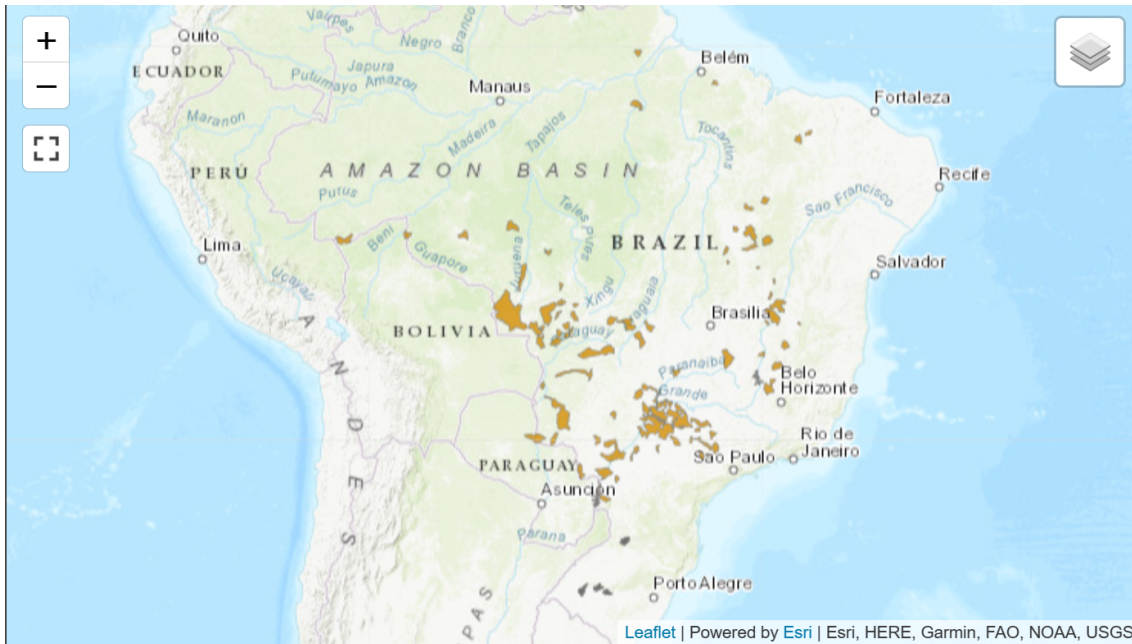 +
−
Quito
ECUADOR
Vaupes
Negro
Branco
Japura
Putumayo
Amazon
Manaus
Belém
Fortaleza
Maranon
Madeira
Tapajos
Tocantins
PERÚ
AMAZON BASIN
Purus
Recife
Sao Francisco
Teles Pires
Lima
Beni
Guapore
Juruena
BRAZIL
Salvador
Ucayali
Xingu
Araguaia
BOLIVIA
Paraguay
Brasilia
ANDES
Paranaiba
Grande
Belo
Horizonte
Rio de
Janeiro
Sao Paulo
PARAGUAY
Asunción
Parana
Porto Alegre
PAS
Leaflet | Powered by Esri | Esri, HERE, Garmin, FAO, NOAA, USGS